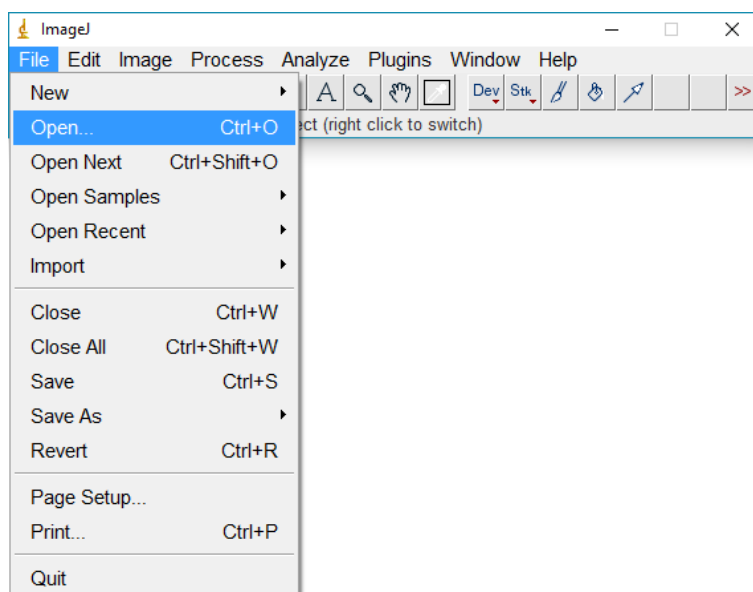 ImageJ
File Edit Image Process Analyze Plugins Window Help
New
A Dev Stk >>
Open... Ctrl+O
ect (right click to switch)
Open Next Ctrl+Shift+O
Open Samples
Open Recent
Import
Close Ctrl+W
Close All Ctrl+Shift+W
Save Ctrl+S
Save As
Revert Ctrl+R
Page Setup...
Print... Ctrl+P
Quit